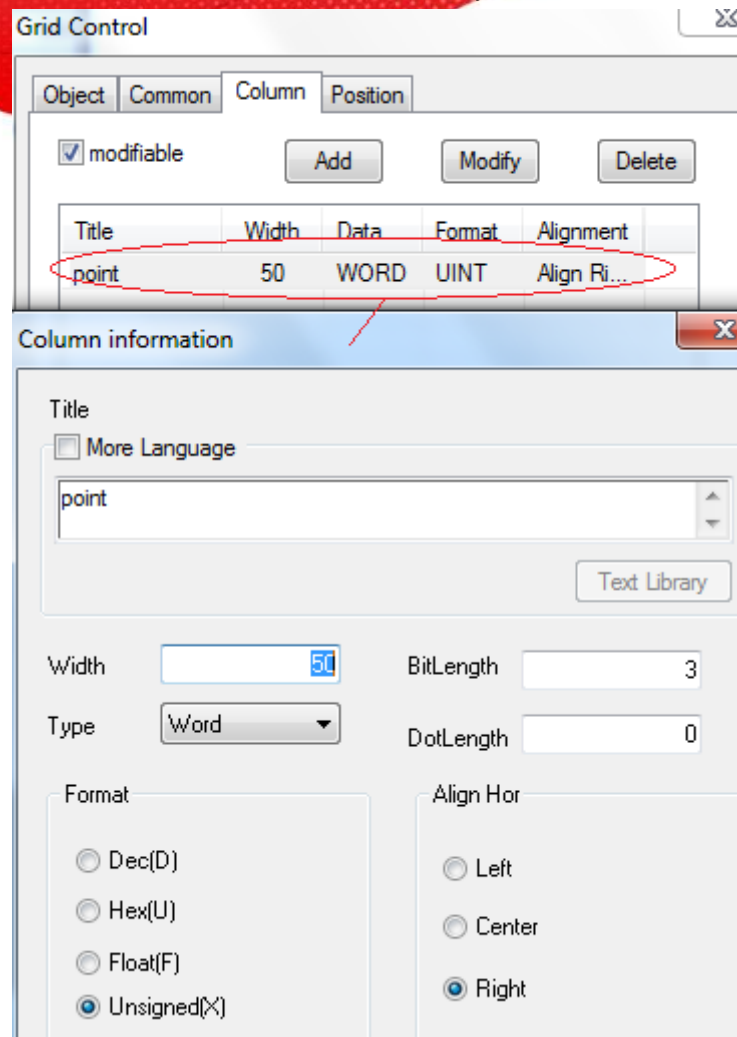 Grid Control
Object Common Column Position
modifiable Add Modify Delete
Title Width Data Format Alignment
point 50 WORD UINT Align Ri...
Column information
Title
More Language
point
Text Library
Width 50 BitLength 3
Type Word DotLength 0
Format Align Hor
Dec(D) Left
Hex(U) Center
Float(F) Right
Unsigned(X)